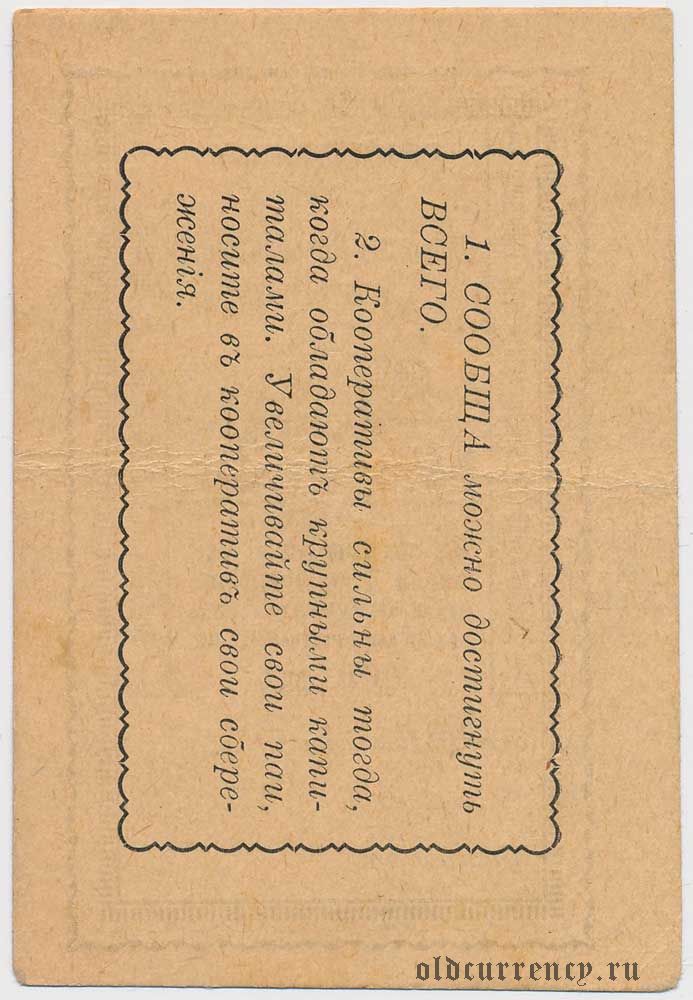 1. СООБЩА можно достигнуть
ВСЕГО.
2. Кооперативы сильны тогда,
когда обладаютъ крупными капи-
талами. Увеличивайте свои паи,
носите въ кооперативъ свои сбере-
женія.
oldcurrency.ru